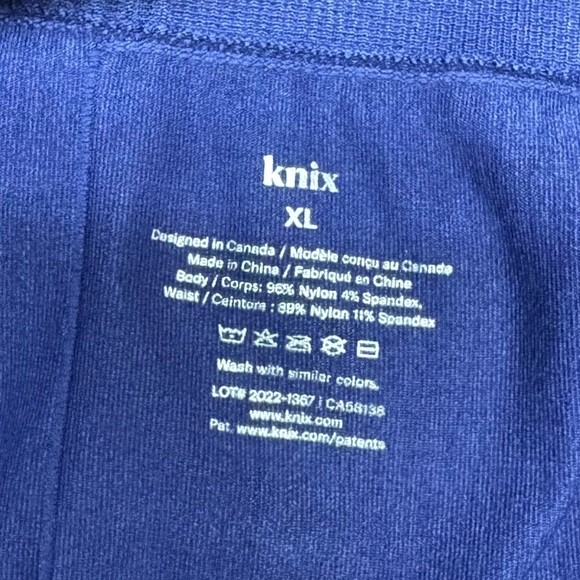 knix
XL
Designed in Canada / Modèle conçu au Canada
Made in China / Fabriqué en Chine
Body / Corps: 96% Nylon 4% Spandex,
Waist / Ceinture : 89% Nylon 11% Spandex
Wash with similar colors.
LOT# 2022-1367 | CA58138
www.knix.com
Pat. www.knix.com/patents